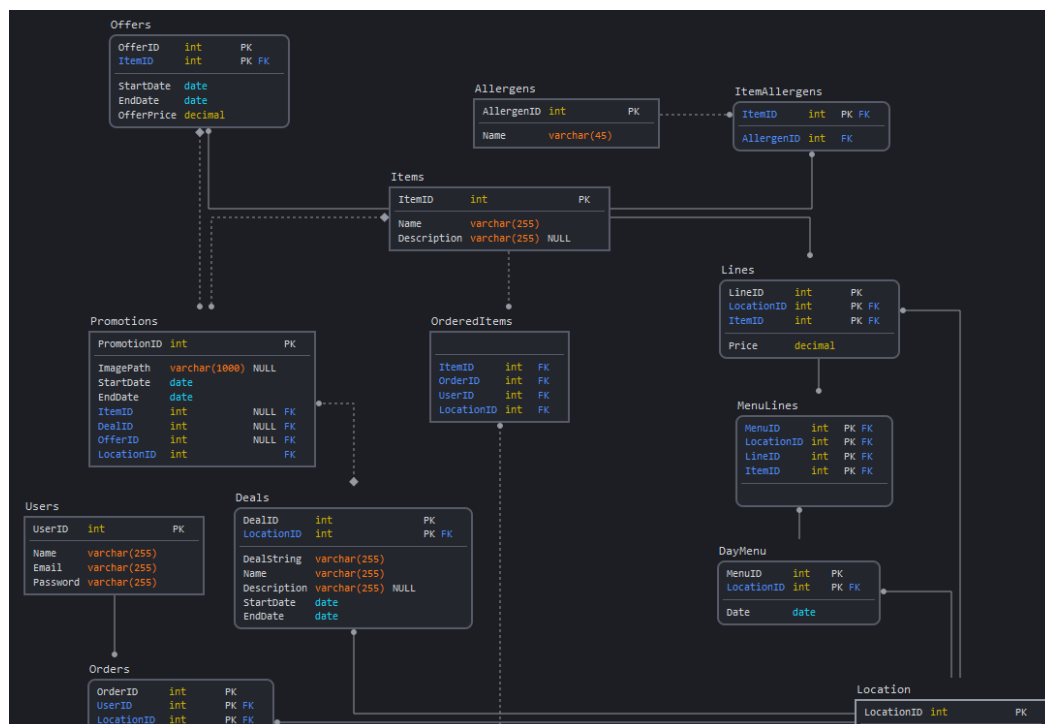 Offers
OfferID int PK
ItemID int PK FK
StartDate date
EndDate date
OfferPrice decimal
Allergens
AllergenID int PK
Name varchar(45)
ItemAllergens
ItemID int PK FK
AllergenID int FK
Items
ItemID int PK
Name varchar(255)
Description varchar(255) NULL
Lines
LineID int PK
LocationID int PK FK
ItemID int PK FK
Price decimal
Promotions
PromotionID int PK
ImagePath varchar(1000) NULL
StartDate date
EndDate date
ItemID int NULL FK
DealID int NULL FK
OfferID int NULL FK
LocationID int FK
OrderedItems
ItemID int FK
OrderID int FK
UserID int FK
LocationID int FK
MenuLines
MenuID int PK FK
LocationID int PK FK
LineID int PK FK
ItemID int PK FK
Users
UserID int PK
Name varchar(255)
Email varchar(255)
Password varchar(255)
Deals
DealID int PK
LocationID int PK FK
DealString varchar(255)
Name varchar(255)
Description varchar(255) NULL
StartDate date
EndDate date
DayMenu
MenuID int PK
LocationID int PK FK
Date date
Orders
OrderID int PK
UserID int PK FK
LocationID int PK FK
Location
LocationID int PK